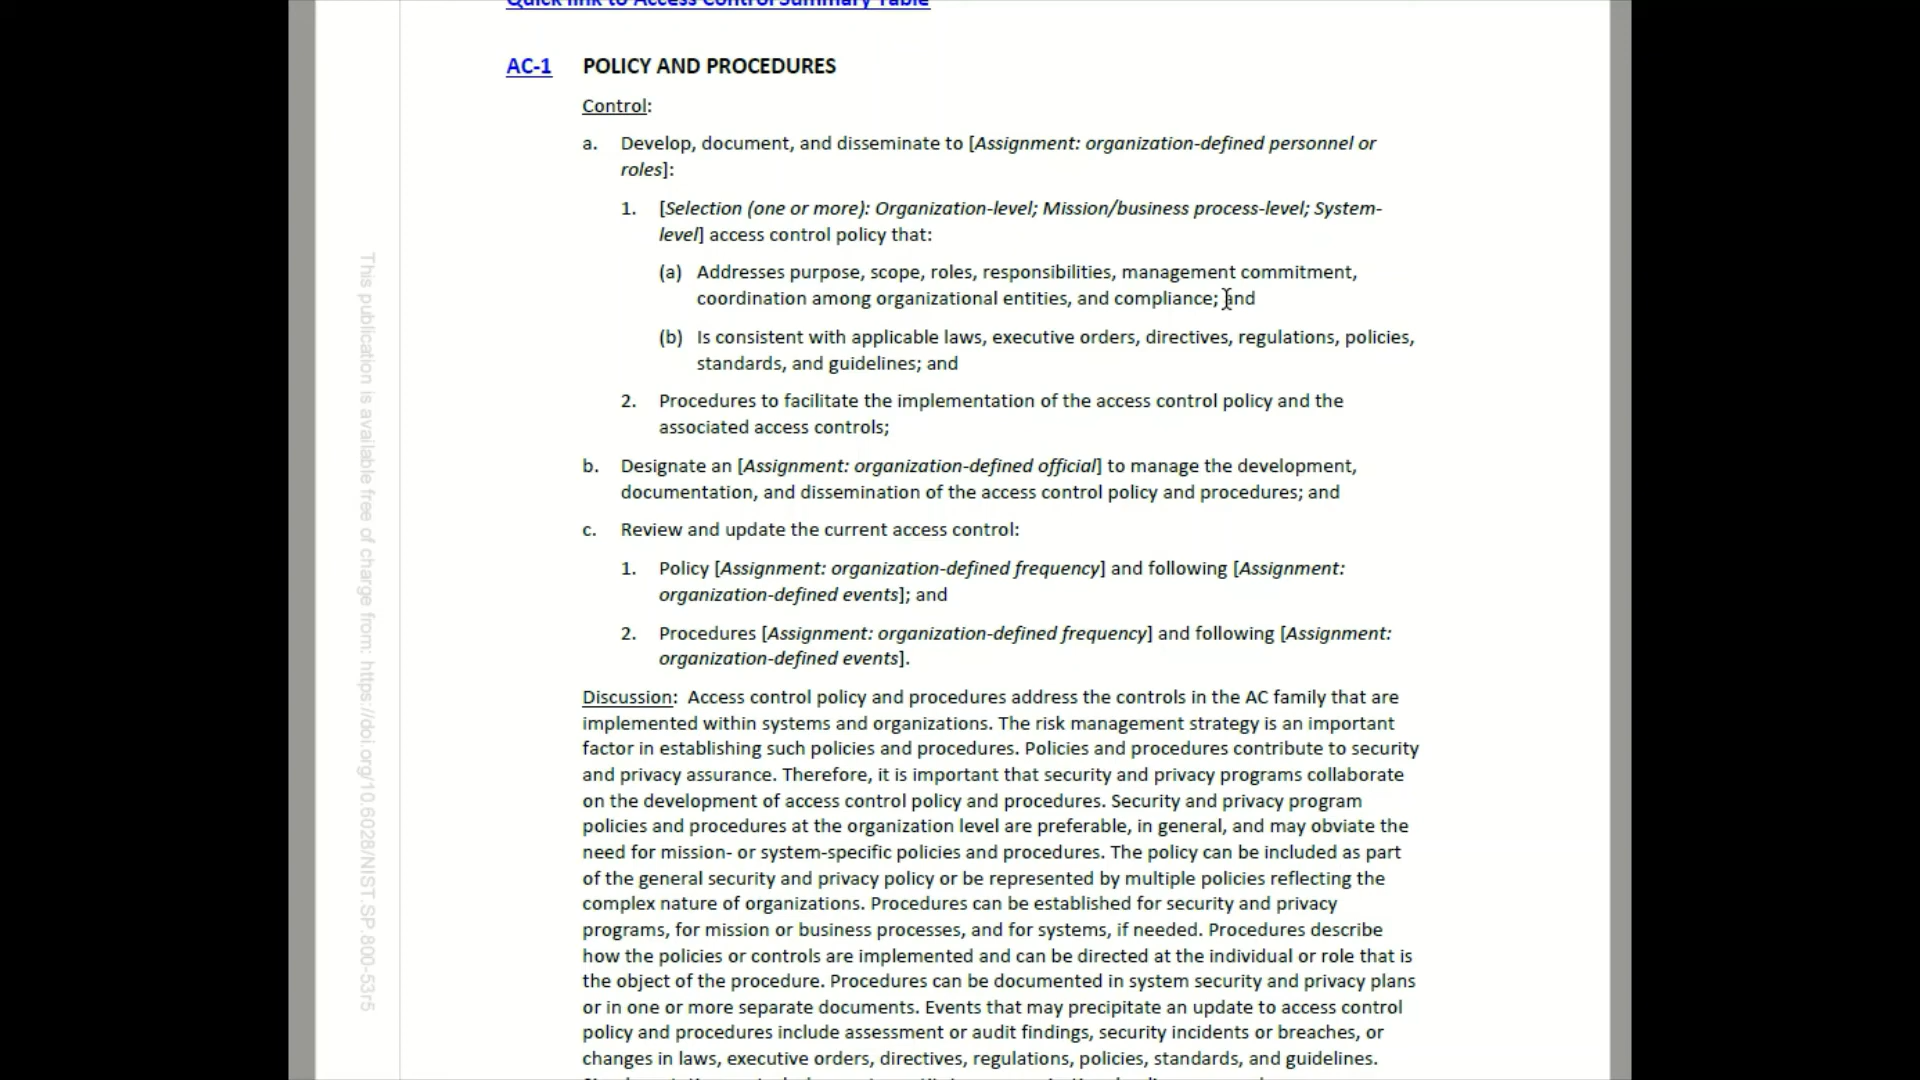 Quick link to Access Control Summary Table
AC-1 POLICY AND PROCEDURES
Control:
a. Develop, document, and disseminate to [Assignment: organization-defined personnel or
roles]:
1. [Selection (one or more): Organization-level; Mission/business process-level; System-
level] access control policy that:
(a) Addresses purpose, scope, roles, responsibilities, management commitment,
coordination among organizational entities, and compliance; and
(b) Is consistent with applicable laws, executive orders, directives, regulations, policies,
standards, and guidelines; and
2. Procedures to facilitate the implementation of the access control policy and the
associated access controls;
b. Designate an [Assignment: organization-defined official] to manage the development,
documentation, and dissemination of the access control policy and procedures; and
c. Review and update the current access control:
1. Policy [Assignment: organization-defined frequency] and following [Assignment:
organization-defined events]; and
2. Procedures [Assignment: organization-defined frequency] and following [Assignment:
organization-defined events].
Discussion: Access control policy and procedures address the controls in the AC family that are
implemented within systems and organizations. The risk management strategy is an important
factor in establishing such policies and procedures. Policies and procedures contribute to security
and privacy assurance. Therefore, it is important that security and privacy programs collaborate
on the development of access control policy and procedures. Security and privacy program
policies and procedures at the organization level are preferable, in general, and may obviate the
need for mission- or system-specific policies and procedures. The policy can be included as part
of the general security and privacy policy or be represented by multiple policies reflecting the
complex nature of organizations. Procedures can be established for security and privacy
programs, for mission or business processes, and for systems, if needed. Procedures describe
how the policies or controls are implemented and can be directed at the individual or role that is
the object of the procedure. Procedures can be documented in system security and privacy plans
or in one or more separate documents. Events that may precipitate an update to access control
policy and procedures include assessment or audit findings, security incidents or breaches, or
changes in laws, executive orders, directives, regulations, policies, standards, and guidelines.
This publication is available free of charge from: https://doi.org/10.6028/NIST.SP.800-53r5